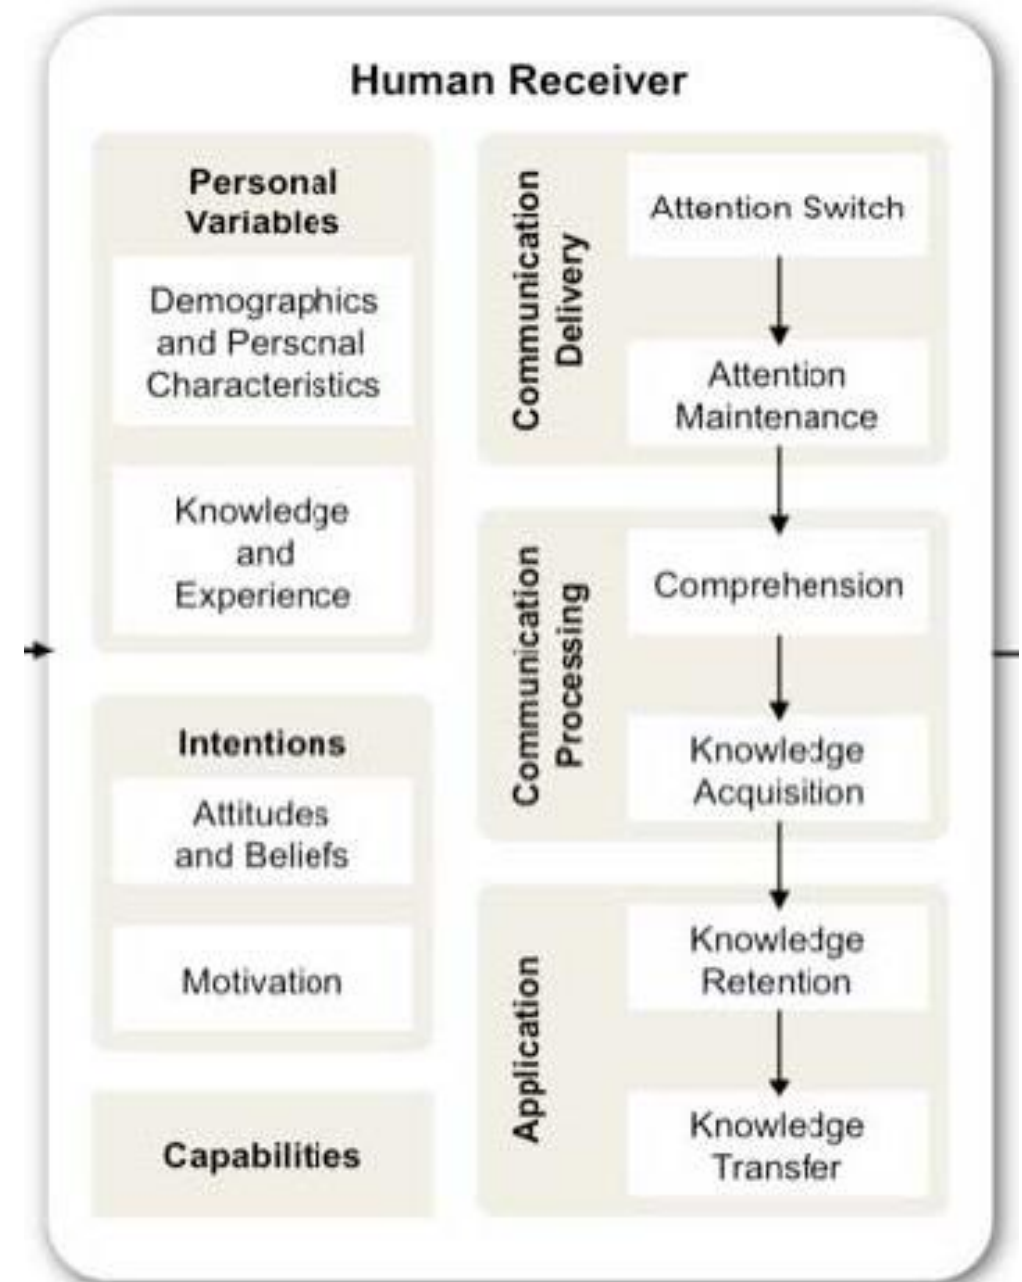 Human Receiver
Personal
Variables
Demographics
and Personal
Characteristics
Knowledge
and
Experience
Intentions
Attitudes
and Beliefs
Motivation
Capabilities
Communication
Delivery
Attention Switch
Attention
Maintenance
Communication
Processing
Comprehension
Knowledge
Acquisition
Application
Knowledge
Retention
Knowledge
Transfer